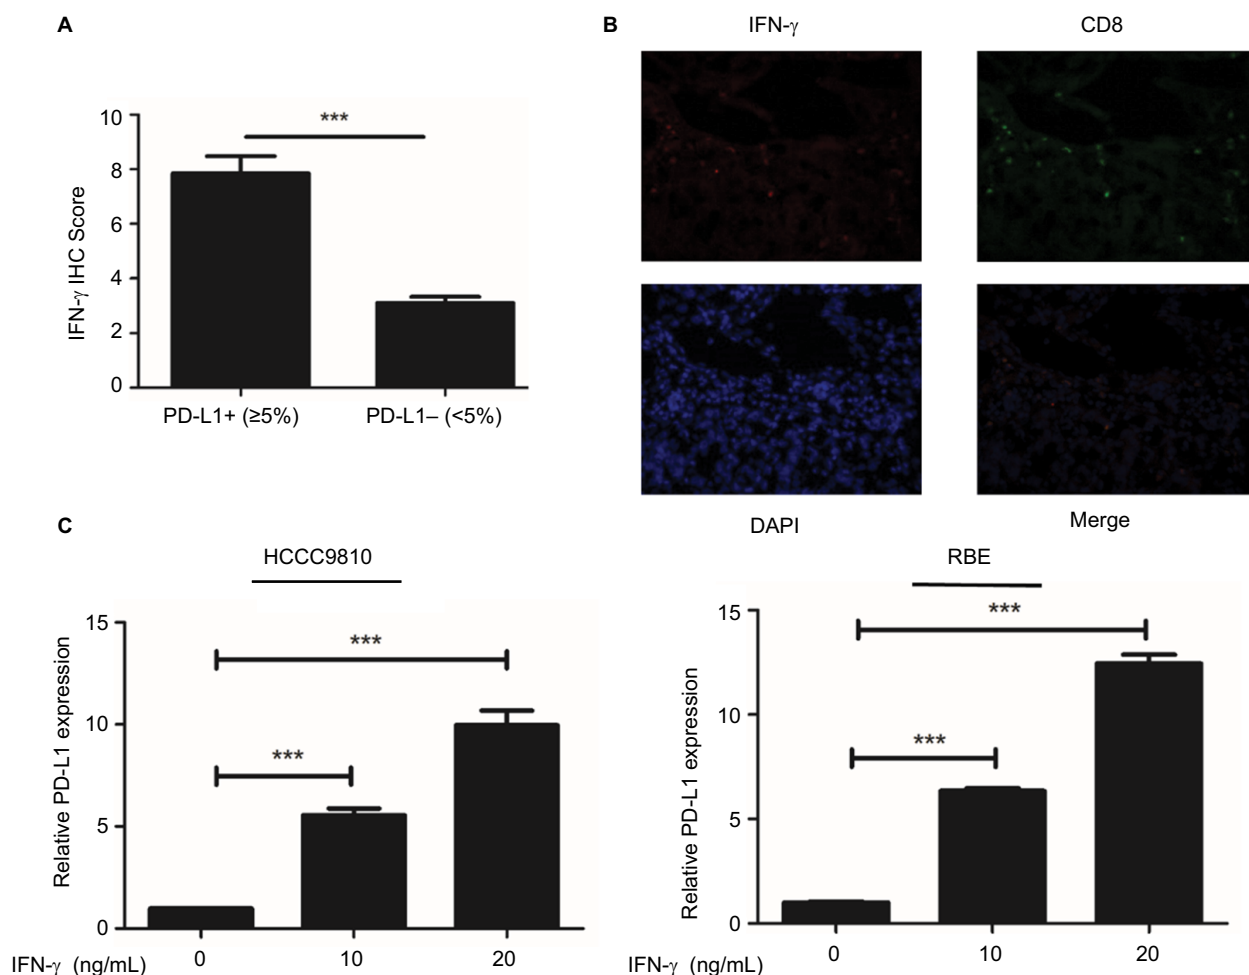 A
IFN-γ IHC Score
10
8
6
4
2
0
***
PD-L1+ (≥5%)
PD-L1– (<5%)
B
IFN-γ
CD8
DAPI
Merge
C
HCCC9810
Relative PD-L1 expression
15
10
5
0
***
***
0
10
20
IFN-γ (ng/mL)
RBE
Relative PD-L1 expression
15
10
5
0
***
***
0
10
20
IFN-γ (ng/mL)